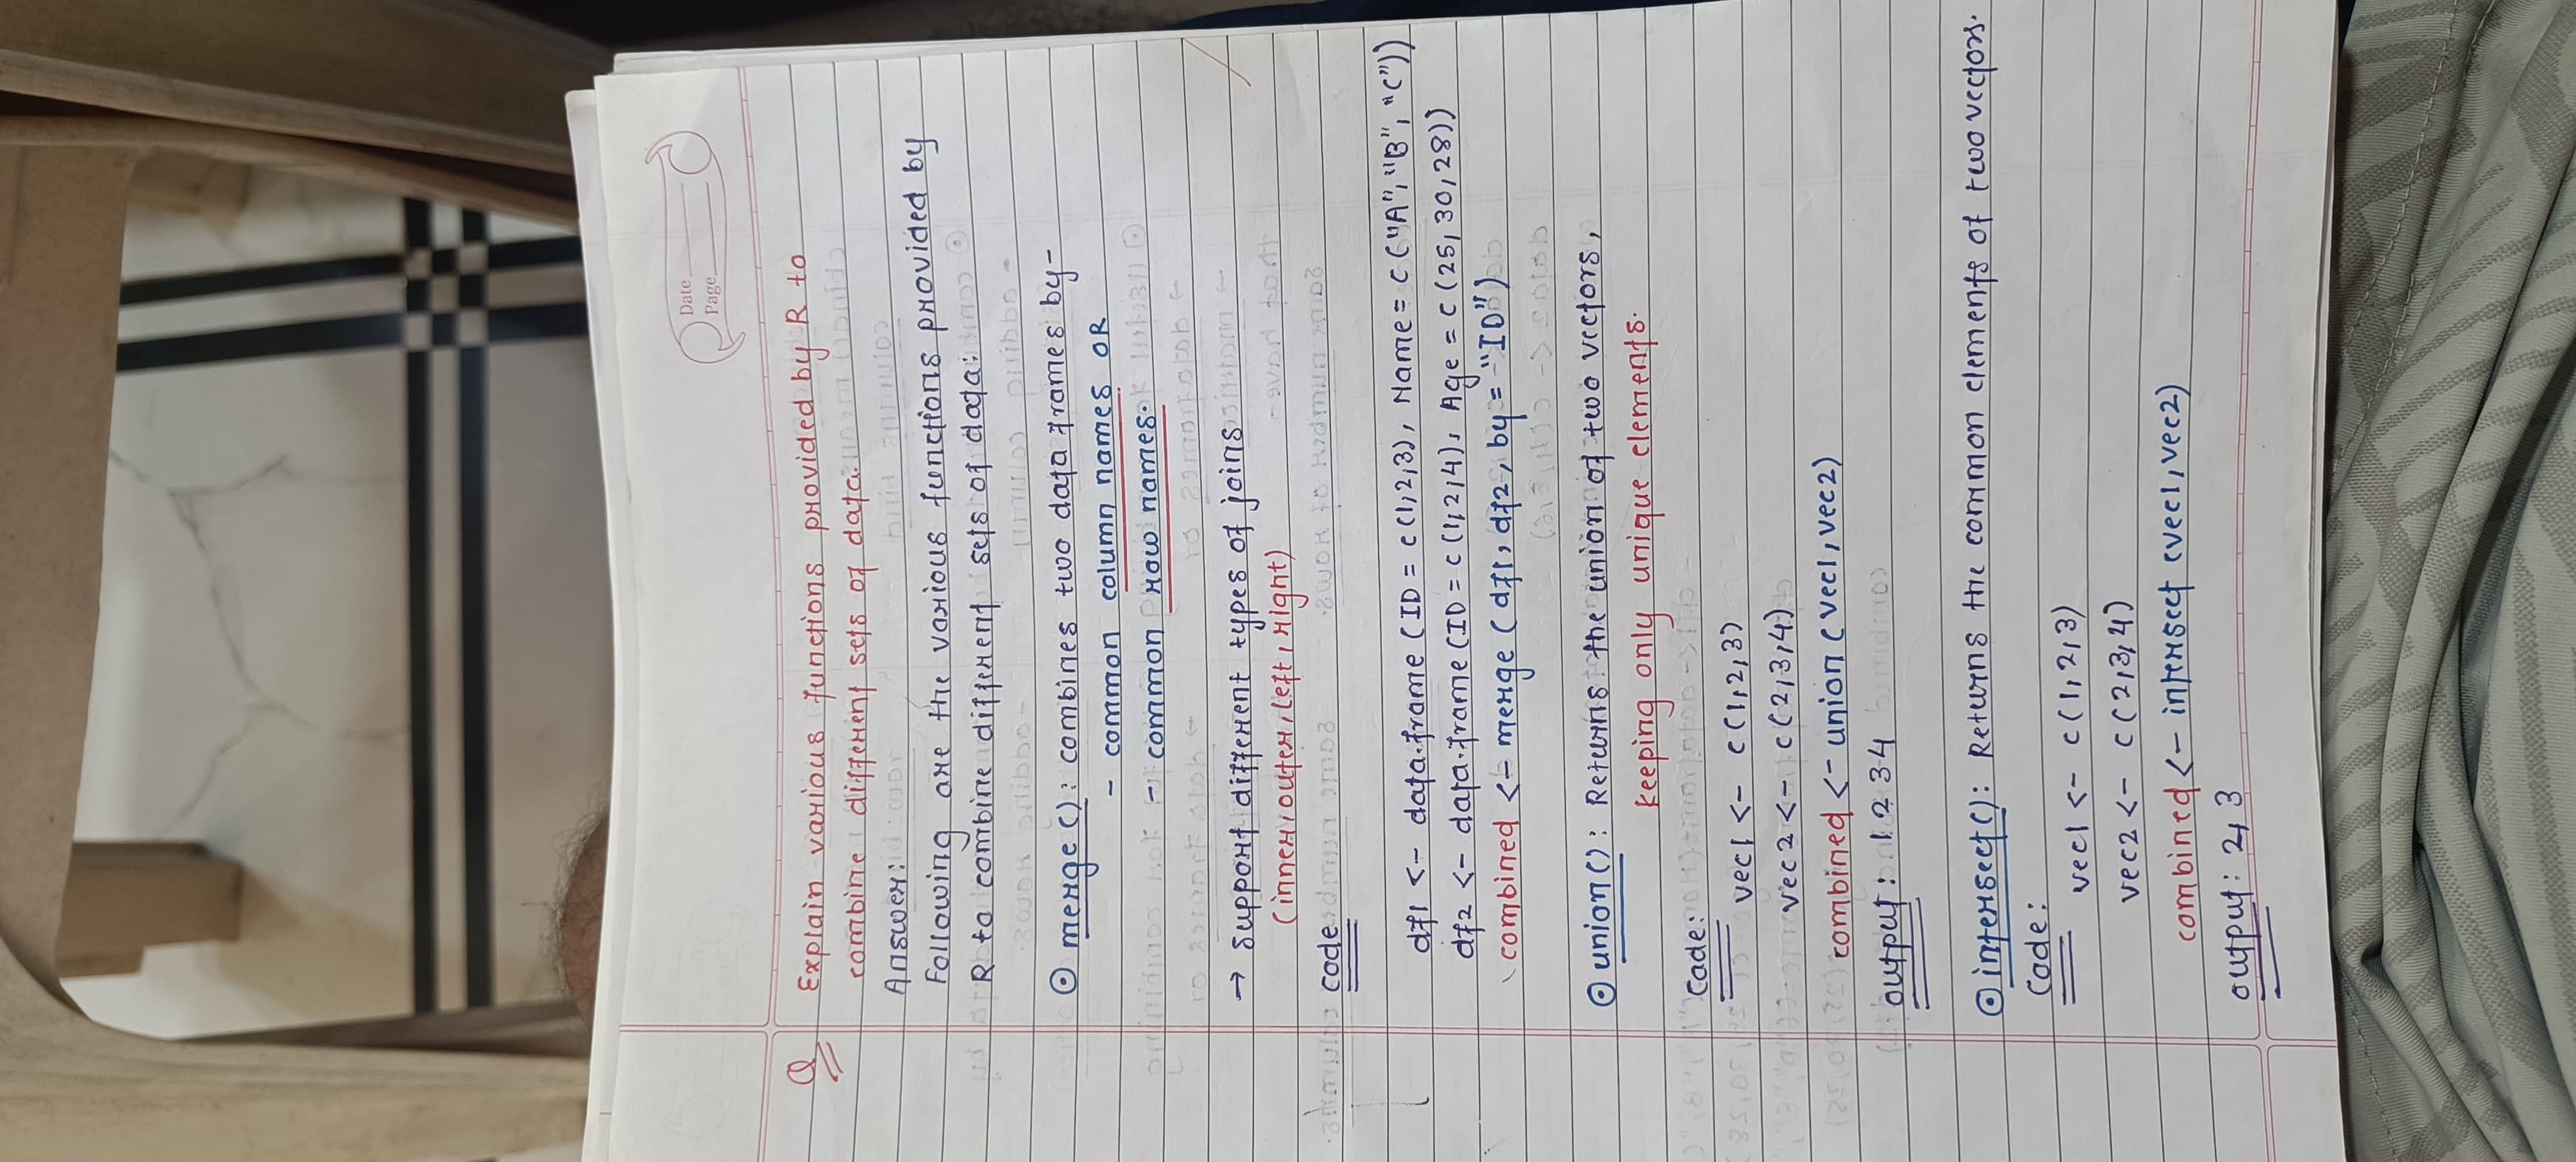 Date
Page
Q Explain various functions provided by R to
combine different sets of data.
Answer:
Following are the various functions provided by
R to combine different sets of data:
⊙ merge(): combines two data frames by-
- common column names OR
- common row names.
→ support different types of joins
(inner, outer, left, right)
Code:
df1 <- data.frame (ID = c(1,2,3), Name = c("A","B","C"))
df2 <- data.frame (ID = c(1,2,4), Age = c(25,30,28))
combined <- merge (df1, df2, by = "ID")
⊙ union(): Returns the union of two vectors,
keeping only unique elements.
Code:
vec1 <- c(1,2,3)
vec2 <- c(2,3,4)
combined <- union (vec1, vec2)
output: 1 2 3 4
⊙ intersect(): Returns the common elements of two vectors.
Code:
vec1 <- c(1,2,3)
vec2 <- c(2,3,4)
combined <- intersect (vec1, vec2)
output: 2,3